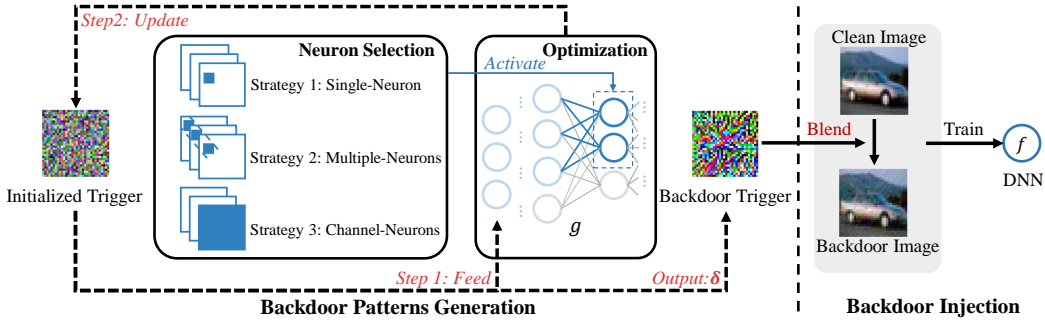 Step2: Update
Neuron Selection
Strategy 1: Single-Neuron
Strategy 2: Multiple-Neurons
Strategy 3: Channel-Neurons
Optimization
Activate
g
Initialized Trigger
Backdoor Trigger
Step 1: Feed
Output:δ
Backdoor Patterns Generation
Clean Image
Blend
Train
f
DNN
Backdoor Image
Backdoor Injection